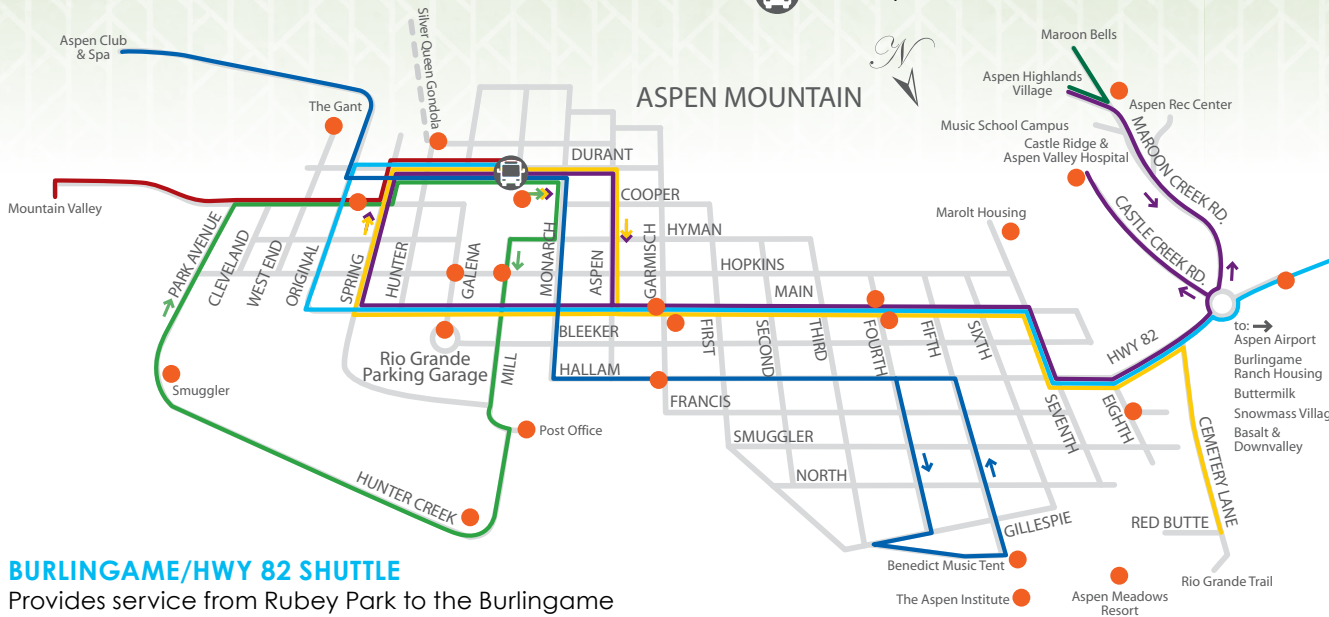 Maroon Bells
Aspen Club
& Spa
Silver Queen Gondola
N
Aspen Highlands
Village
ASPEN MOUNTAIN
The Gant
Aspen Rec Center
Music School Campus
MAROON CREEK RD.
Castle Ridge &
Aspen Valley Hospital
DURANT
Mountain Valley
COOPER
CASTLE CREEK RD.
Marolt Housing
PARK AVENUE
CLEVELAND
WEST END
ORIGINAL
SPRING
HUNTER
GALENA
MONARCH
ASPEN
GARMISCH
HYMAN
HOPKINS
MAIN
BLEEKER
FIRST
SECOND
THIRD
FOURTH
FIFTH
SIXTH
HWY 82
to:
Aspen Airport
Burlingame
Ranch Housing
Buttermilk
Snowmass Villag
Basalt &
Downvalley
Rio Grande
Parking Garage
MILL
HALLAM
Smuggler
FRANCIS
SEVENTH
EIGHTH
Post Office
SMUGGLER
CEMETERY LANE
NORTH
HUNTER CREEK
GILLESPIE
RED BUTTE
Benedict Music Tent
Rio Grande Trail
The Aspen Institute
Aspen Meadows
Resort
BURLINGAME/HWY 82 SHUTTLE
Provides service from Rubey Park to the Burlingame